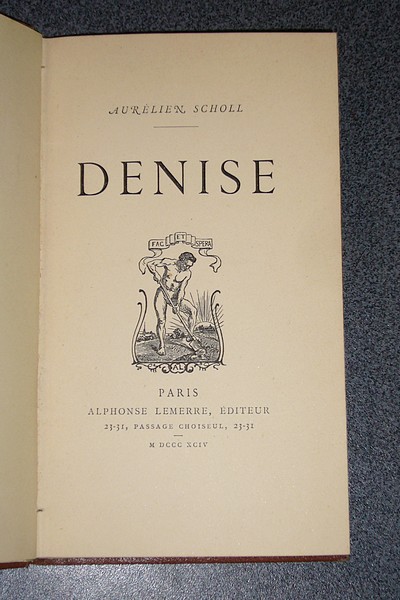 AURÉLIEN SCHOLL
DENISE
FAC ET SPERA
AL
PARIS
ALPHONSE LEMERRE, ÉDITEUR
23-31, PASSAGE CHOISEUL, 23-31
M DCCC XCIV